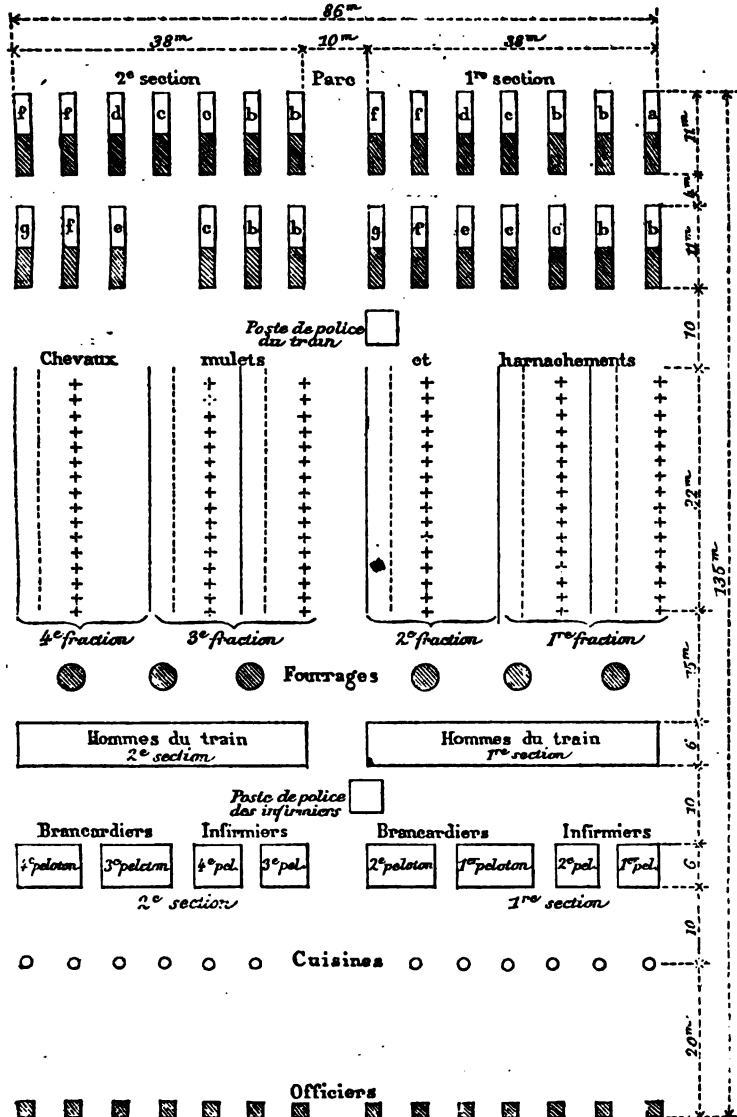 86m
38m 10m 38m
2e section Parc 1re section
f f d c c b b f f d c b b a
11m
4m
g f e c b b g f e c c b b
11m
10
Poste de police
du train
Chevaux mulets et harnachements
22m
135m
4e fraction 3e fraction 2e fraction 1re fraction
15m
Fourrages
Hommes du train Hommes du train
2e section 1re section
6
Poste de police
des infirmiers
10
Brancardiers Infirmiers Brancardiers Infirmiers
4e peloton 3e peloton 4e pel. 3e pel. 2e peloton 1er peloton 2e pel. 1er pel.
6
2e section 1re section
10
Cuisines
20m
Officiers